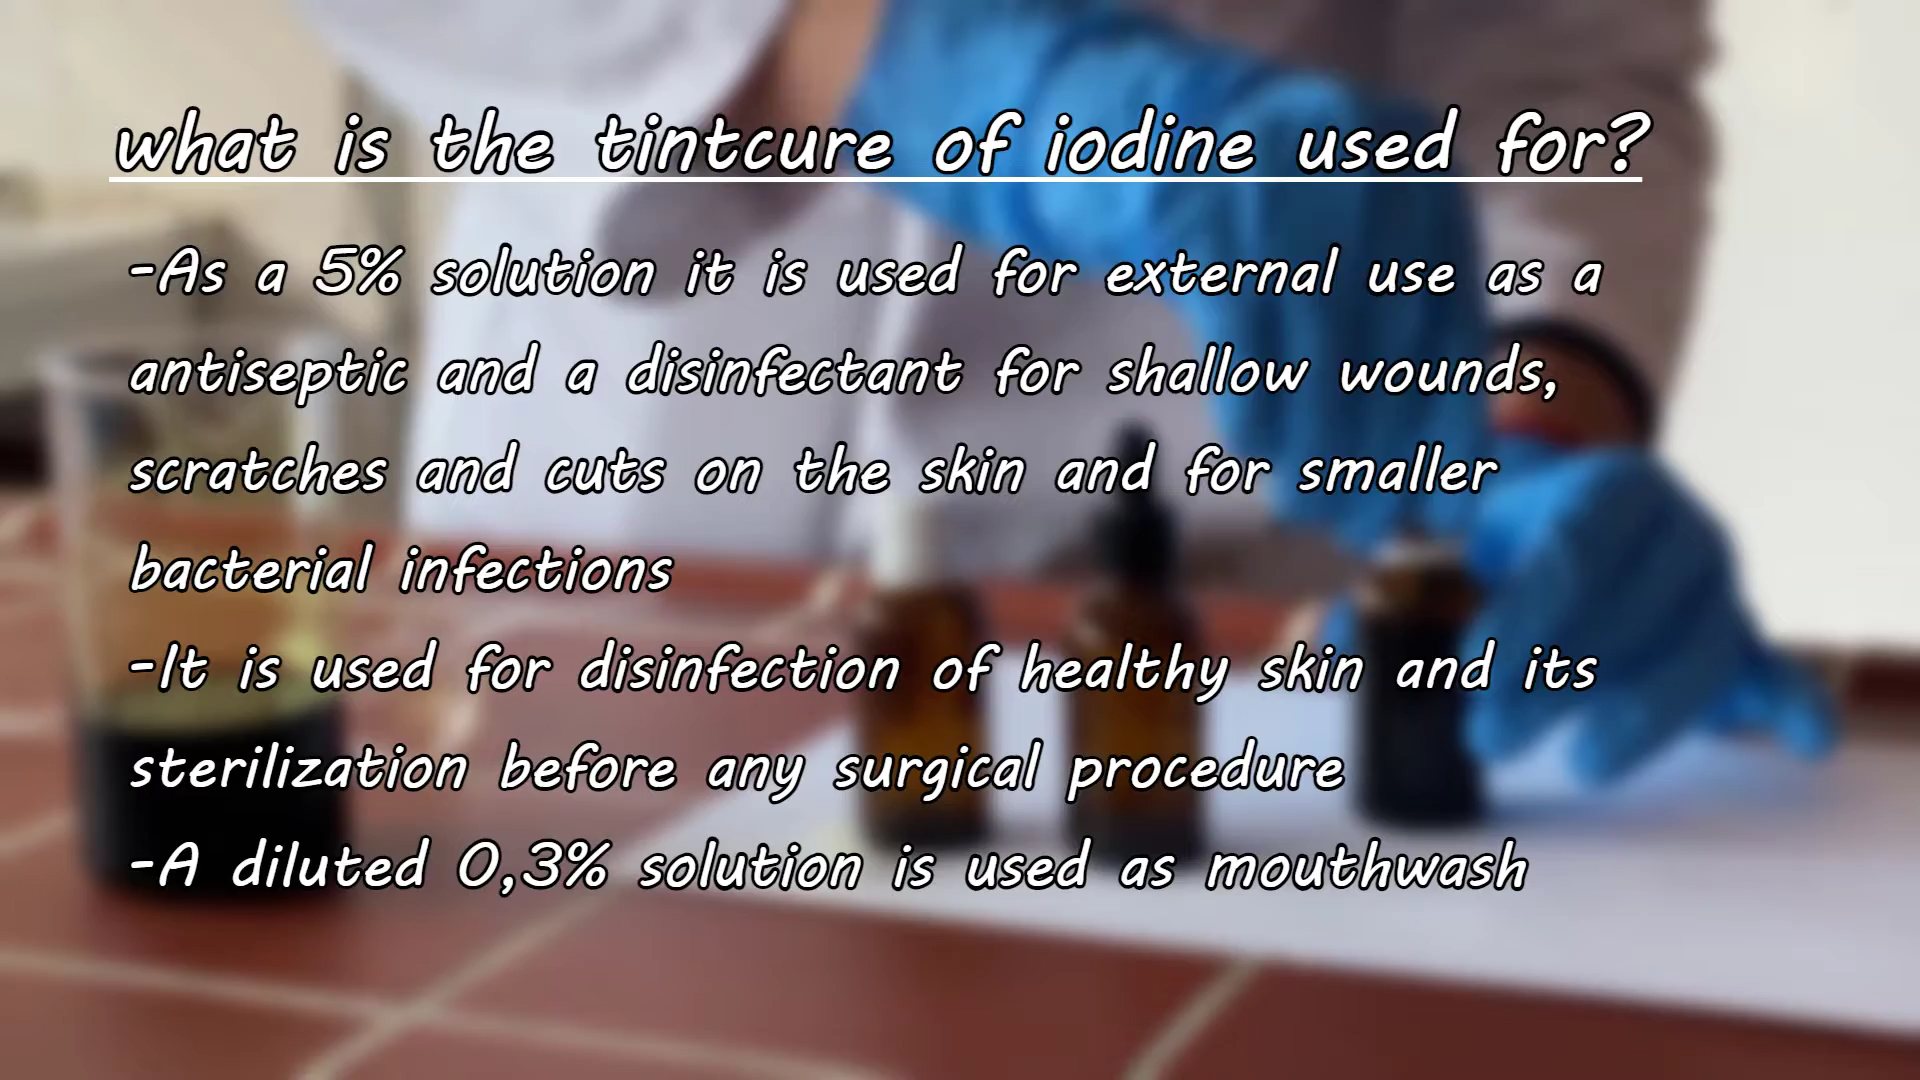 what is the tintcure of iodine used for?
-As a 5% solution it is used for external use as a
antiseptic and a disinfectant for shallow wounds,
scratches and cuts on the skin and for smaller
bacterial infections
-It is used for disinfection of healthy skin and its
sterilization before any surgical procedure
-A diluted 0,3% solution is used as mouthwash